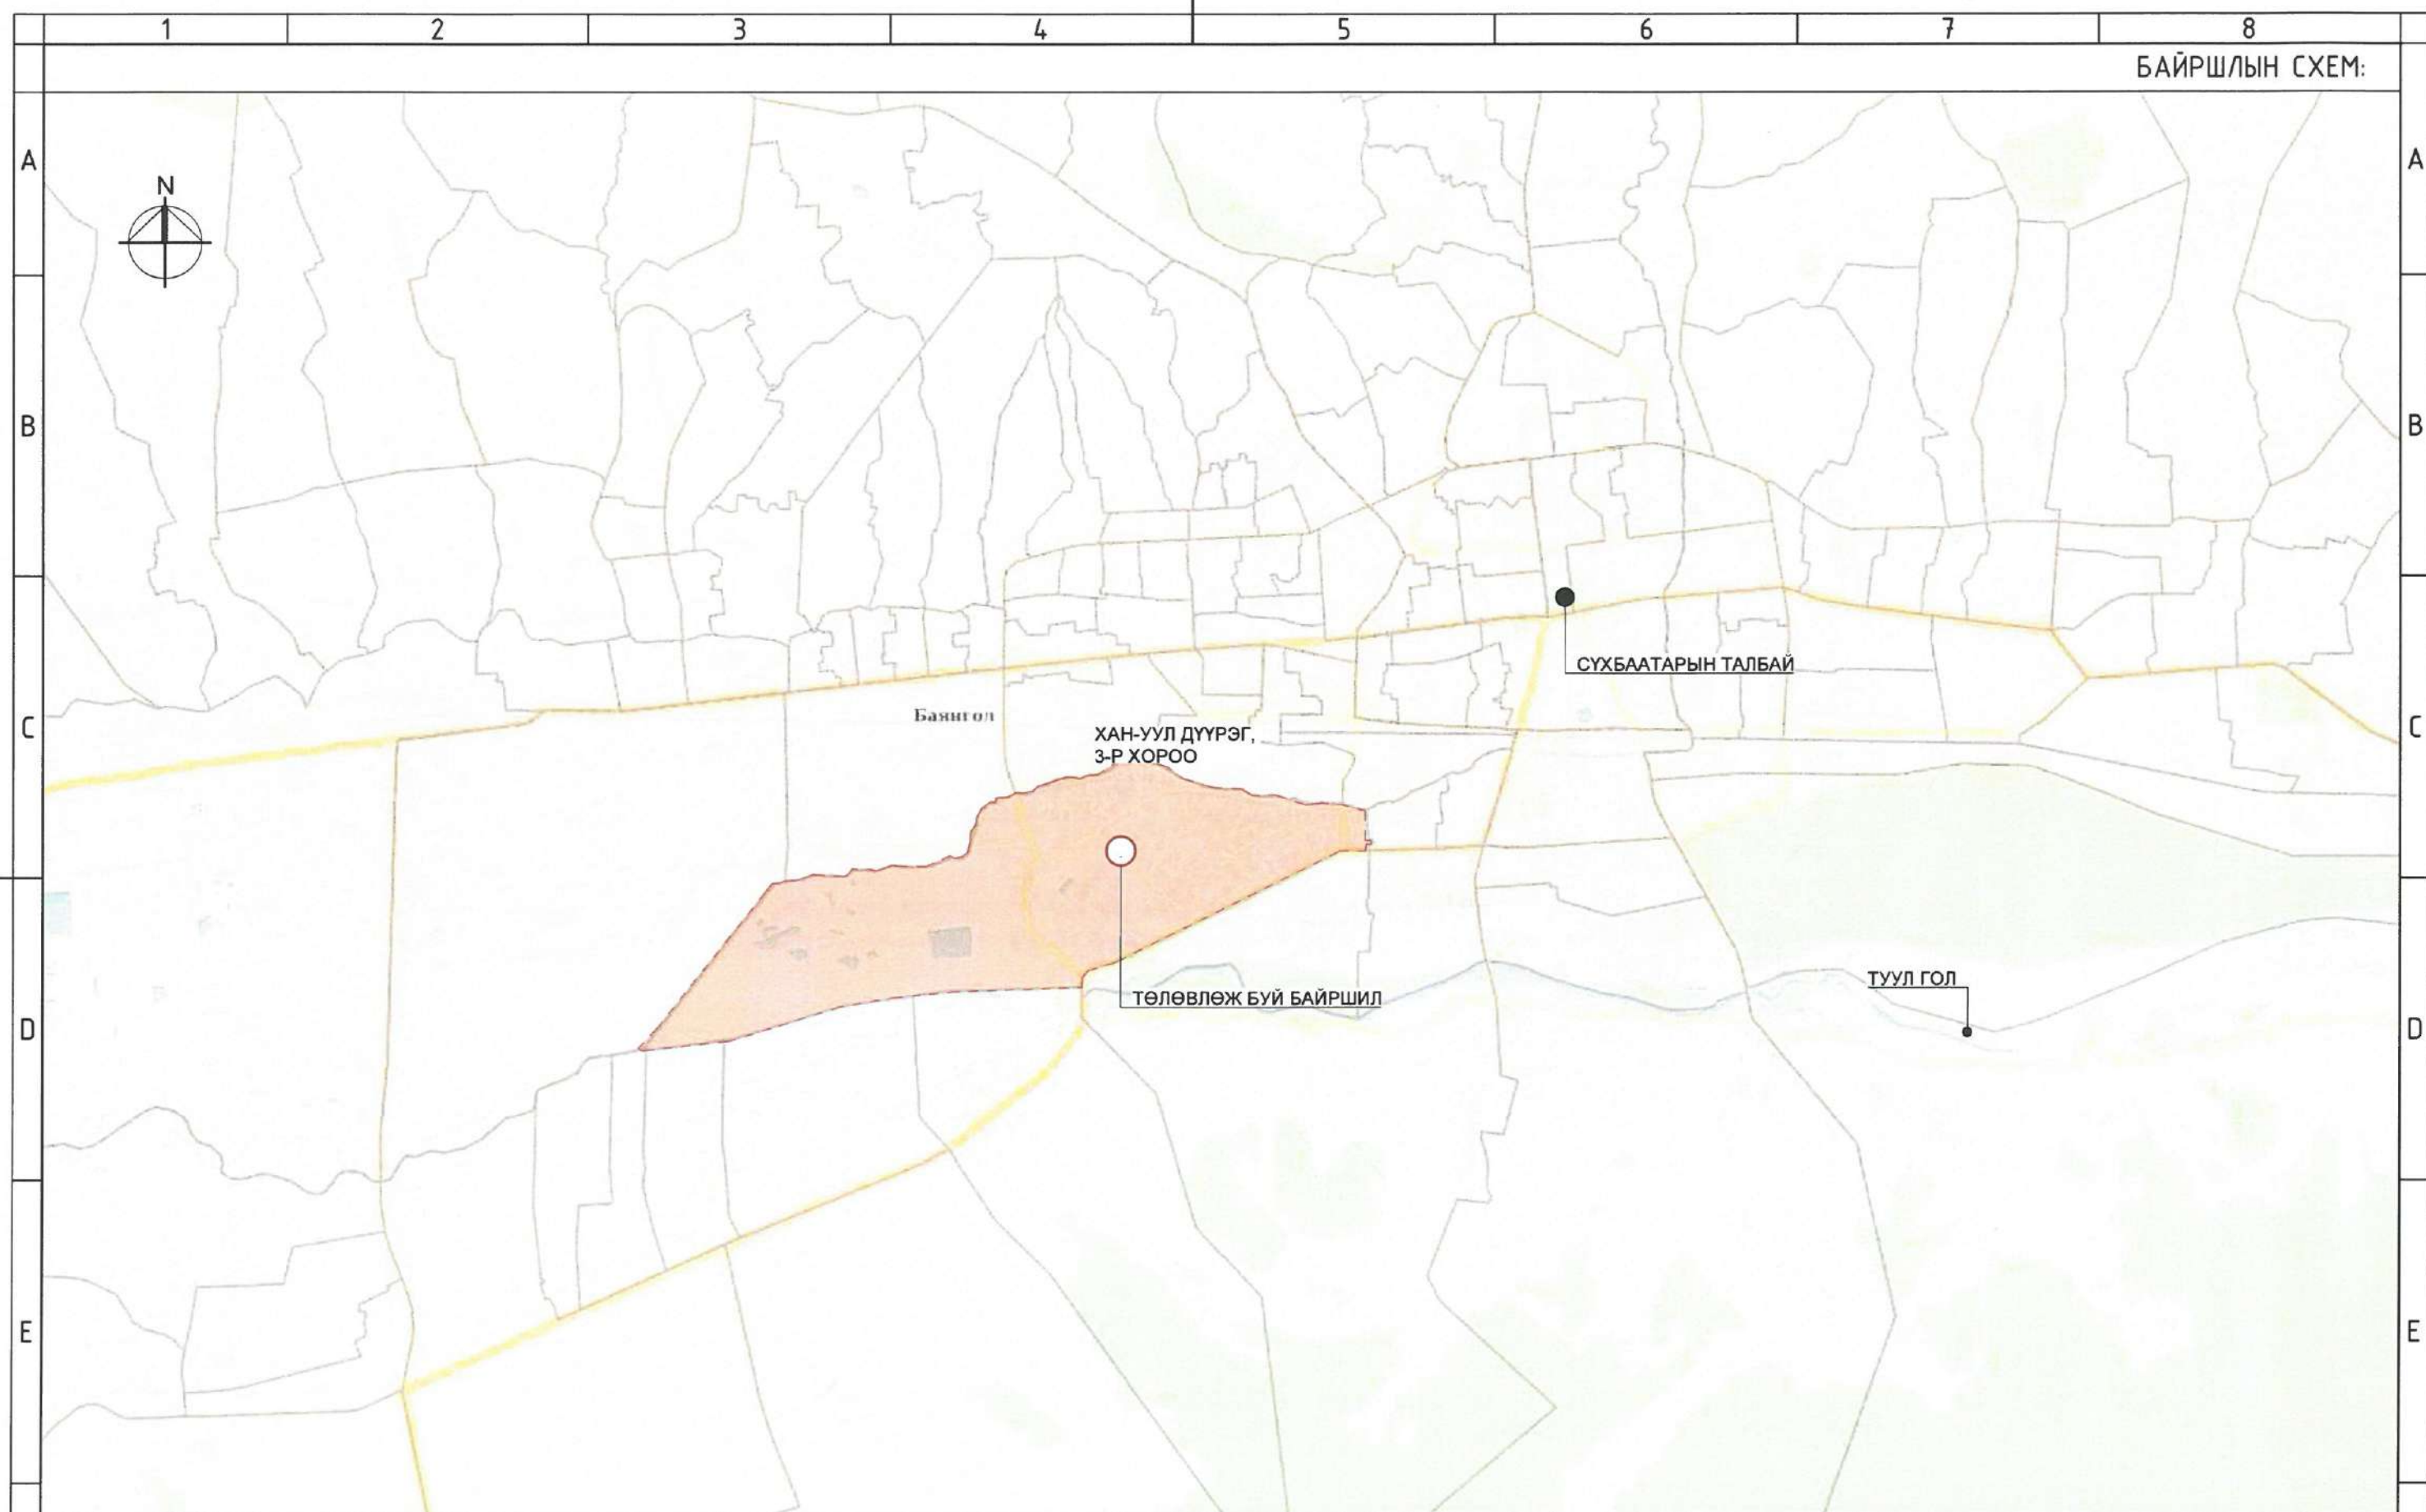 1 2 3 4 5 6 7 8
БАЙРШЛЫН СХЕМ:
A A
N
B B
СҮХБААТАРЫН ТАЛБАЙ
Баянгол
C C
ХАН-УУЛ ДҮҮРЭГ,
3-Р ХОРОО
ТУУЛ ГОЛ
ТӨЛӨВЛӨЖ БУЙ БАЙРШИЛ
D D
E E